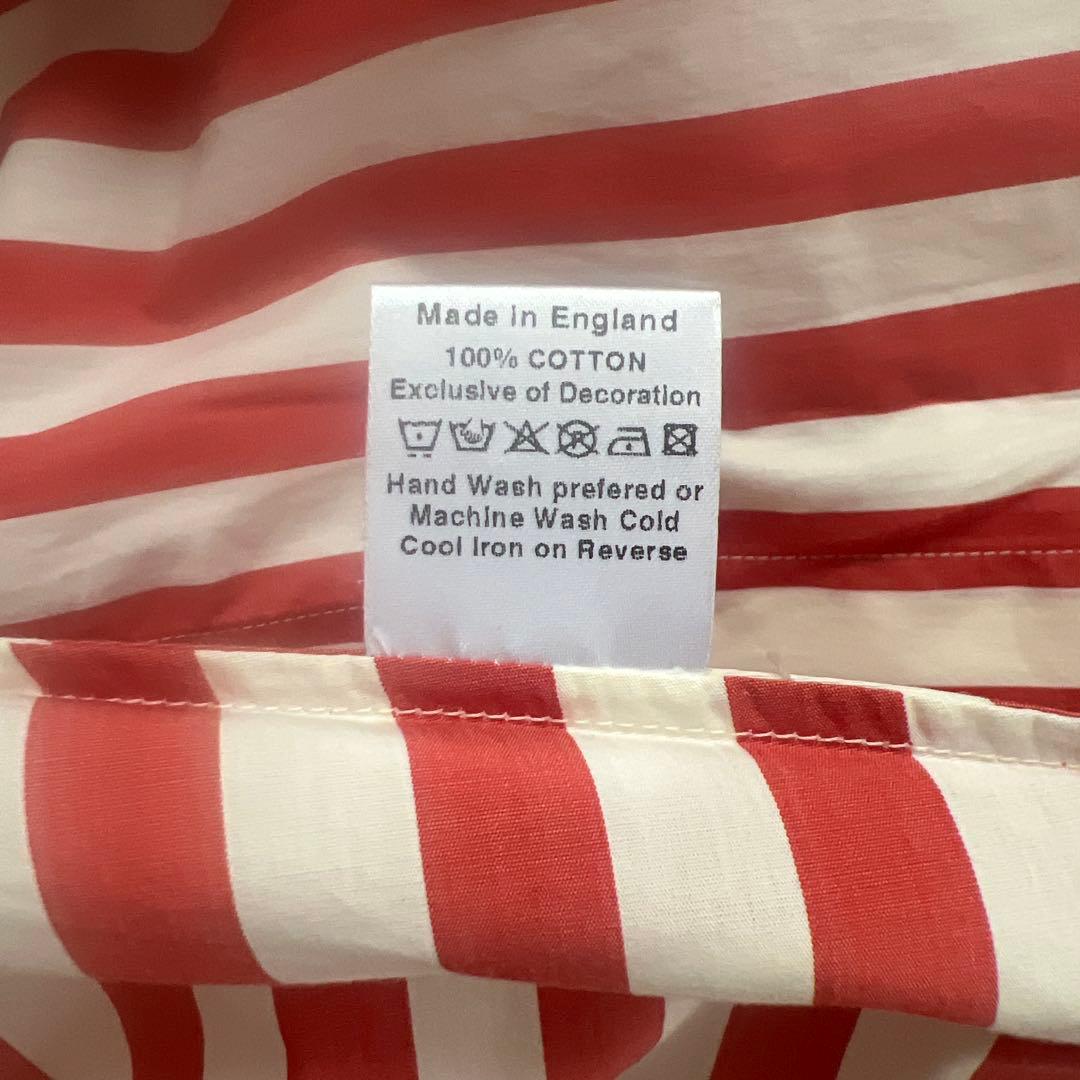 Made in England
100% COTTON
Exclusive of Decoration
Hand Wash prefered or
Machine Wash Cold
Cool Iron on Reverse